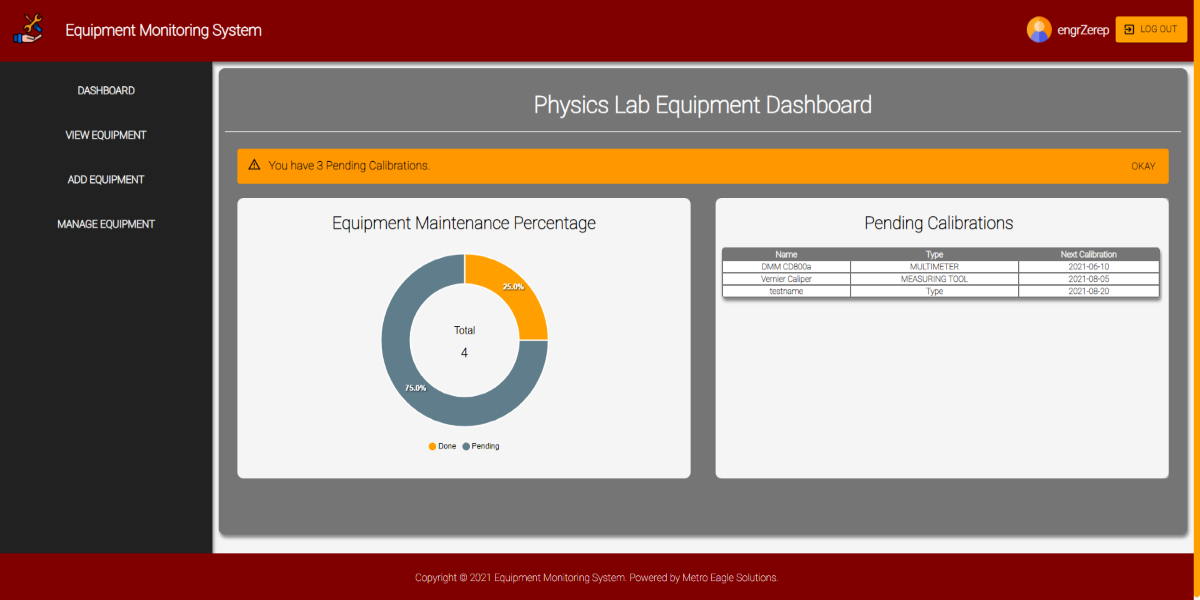 Equipment Monitoring System
engrZerep
LOG OUT
DASHBOARD
VIEW EQUIPMENT
ADD EQUIPMENT
MANAGE EQUIPMENT
Physics Lab Equipment Dashboard
You have 3 Pending Calibrations.
OKAY
Equipment Maintenance Percentage
25.0%
Total
4
75.0%
Done Pending
Pending Calibrations
Name Type Next Calibration
DMM CD800a MULTIMETER 2021-06-10
Vernier Caliper MEASURING TOOL 2021-08-05
testname Type 2021-08-20
Copyright © 2021 Equipment Monitoring System. Powered by Metro Eagle Solutions.